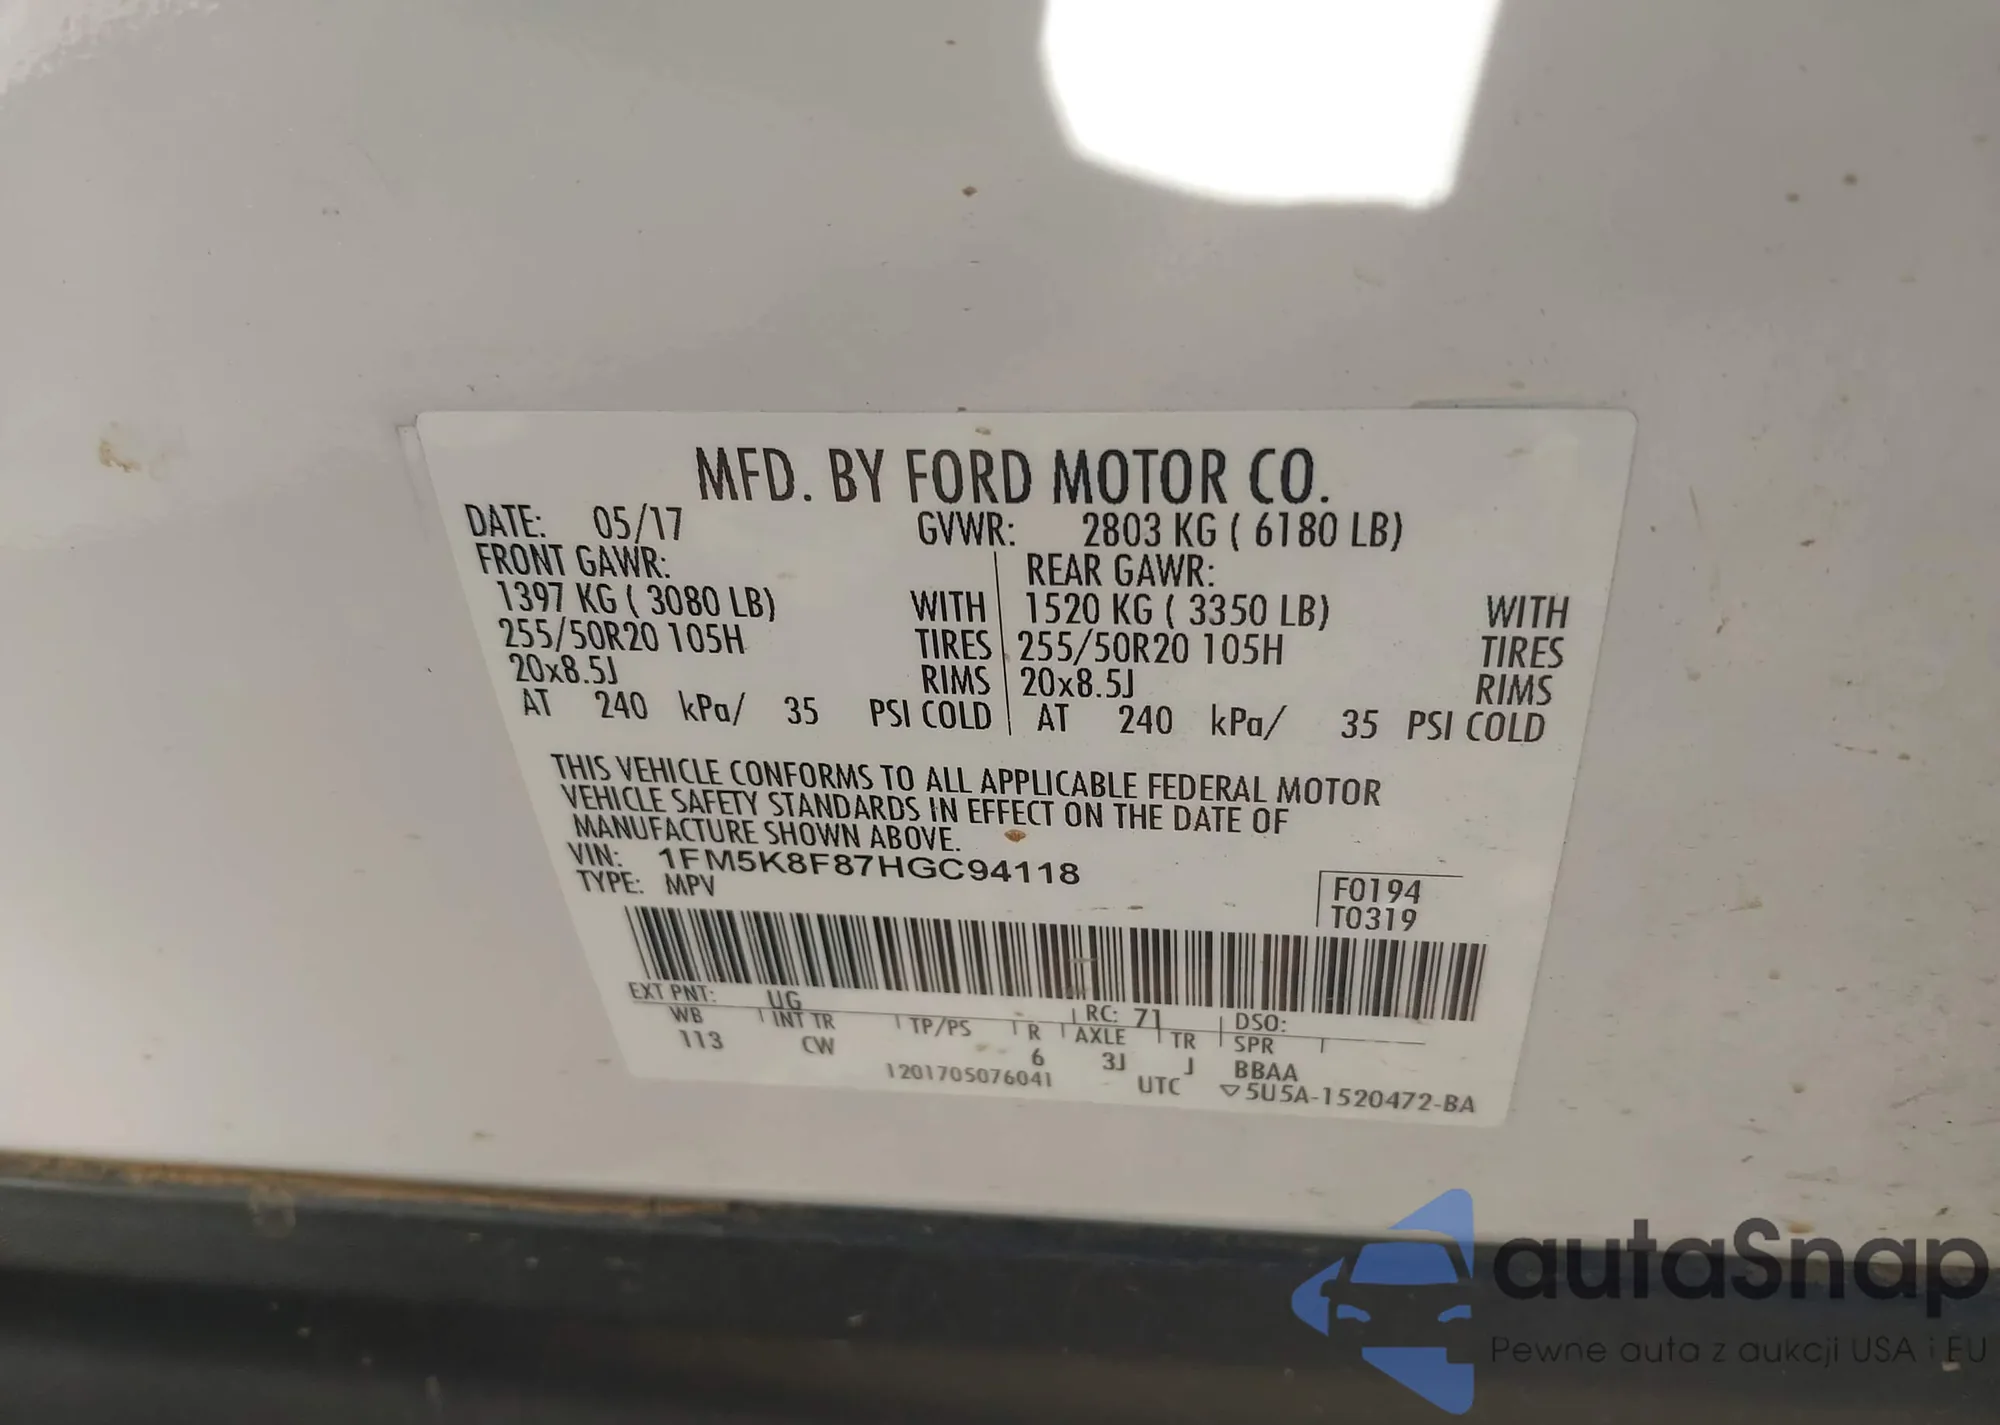 MFD. BY FORD MOTOR CO.
DATE: 05/17 GVWR: 2803 KG ( 6180 LB)
FRONT GAWR: REAR GAWR:
1397 KG ( 3080 LB) WITH 1520 KG ( 3350 LB) WITH
255/50R20 105H TIRES 255/50R20 105H TIRES
20x8.5J RIMS 20x8.5J RIMS
AT 240 kPa/ 35 PSI COLD AT 240 kPa/ 35 PSI COLD
THIS VEHICLE CONFORMS TO ALL APPLICABLE FEDERAL MOTOR
VEHICLE SAFETY STANDARDS IN EFFECT ON THE DATE OF
MANUFACTURE SHOWN ABOVE.
VIN: 1FM5K8F87HGC94118
TYPE: MPV
F0194
T0319
EXT PNT: UG RC: 71 DSO:
WB INT TR TP/PS R AXLE TR SPR
113 CW 6 3J J BBAA
1201705076041 UTC ▽5U5A-1520472-BA
autaSnap
Pewne auta z aukcji USA i EU